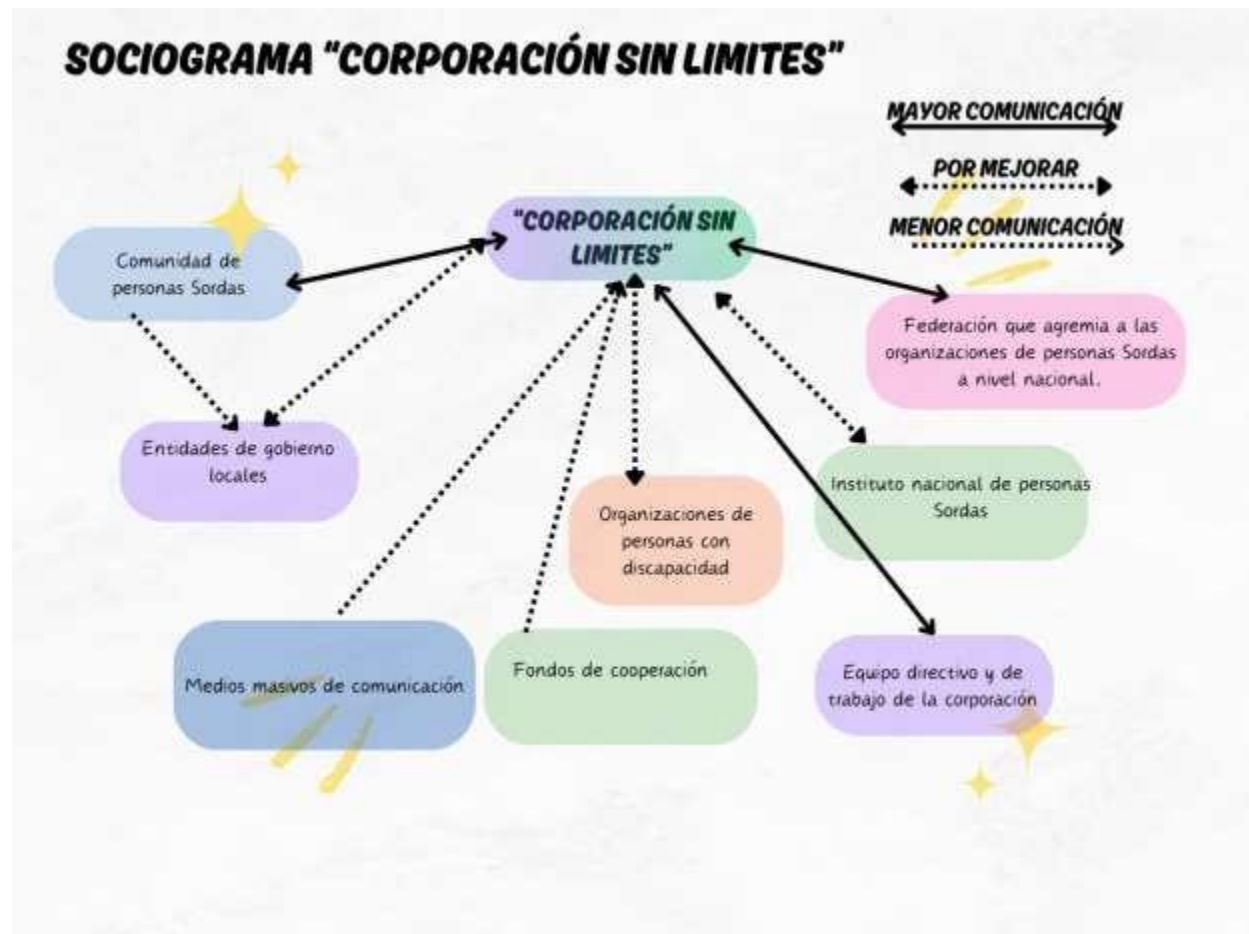 SOCIOGRAMA "CORPORACIÓN SIN LIMITES"
MAYOR COMUNICACIÓN
POR MEJORAR
MENOR COMUNICACIÓN
"CORPORACIÓN SIN
LIMITES"
Comunidad de
personas Sordas
Federación que agremia a las
organizaciones de personas Sordas
a nivel nacional.
Entidades de gobierno
locales
Instituto nacional de personas
Sordas
Organizaciones de
personas con
discapacidad
Medios masivos de comunicación
Fondos de cooperación
Equipo directivo y de
trabajo de la corporación